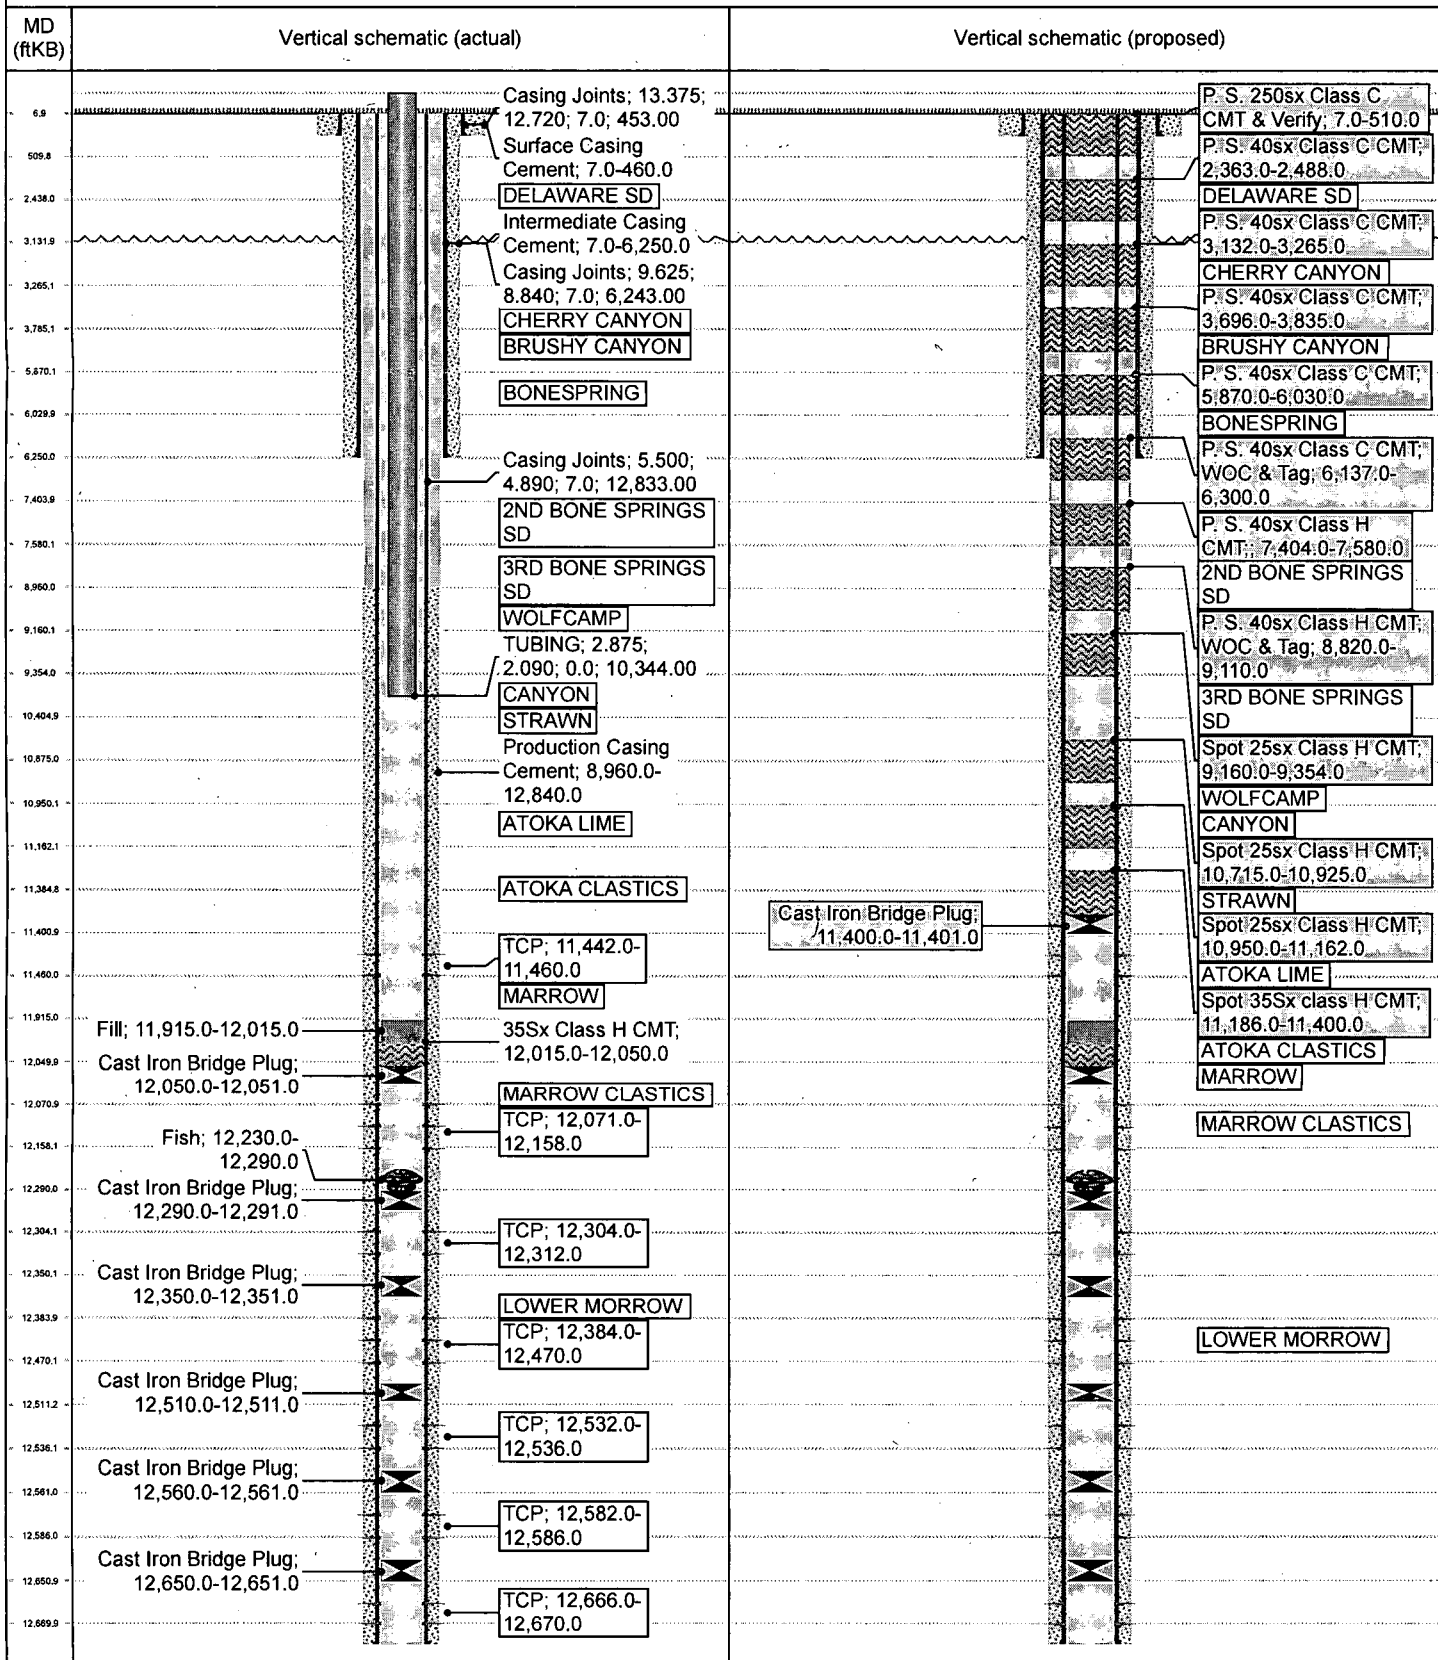 MD
(ftKB)
Vertical schematic (actual)
Vertical schematic (proposed)
6.9
509.8
2,438.0
3,131.9
3,265.1
3,785.1
5,870.1
6,029.9
6,250.0
7,403.9
7,580.1
8,960.0
9,160.1
9,354.0
10,404.9
10,875.0
10,950.1
11,162.1
11,384.8
11,400.9
11,460.0
11,915.0
12,049.9
12,070.9
12,158.1
12,290.0
12,304.1
12,350.1
12,383.9
12,470.1
12,511.2
12,536.1
12,561.0
12,586.0
12,650.9
12,669.9
Fill; 11,915.0-12,015.0
Cast Iron Bridge Plug;
12,050.0-12,051.0
Fish; 12,230.0-
12,290.0
Cast Iron Bridge Plug;
12,290.0-12,291.0
Cast Iron Bridge Plug;
12,350.0-12,351.0
Cast Iron Bridge Plug;
12,510.0-12,511.0
Cast Iron Bridge Plug;
12,560.0-12,561.0
Cast Iron Bridge Plug;
12,650.0-12,651.0
Casing Joints; 13.375;
12.720; 7.0; 453.00
Surface Casing
Cement; 7.0-460.0
DELAWARE SD
Intermediate Casing
Cement; 7.0-6,250.0
Casing Joints; 9.625;
8.840; 7.0; 6,243.00
CHERRY CANYON
BRUSHY CANYON
BONESPRING
Casing Joints; 5.500;
4.890; 7.0; 12,833.00
2ND BONE SPRINGS
SD
3RD BONE SPRINGS
SD
WOLFCAMP
TUBING; 2.875;
2.090; 0.0; 10,344.00
CANYON
STRAWN
Production Casing
Cement; 8,960.0-
12,840.0
ATOKA LIME
ATOKA CLASTICS
TCP; 11,442.0-
11,460.0
MARROW
35Sx Class H CMT;
12,015.0-12,050.0
MARROW CLASTICS
TCP; 12,071.0-
12,158.0
TCP; 12,304.0-
12,312.0
LOWER MORROW
TCP; 12,384.0-
12,470.0
TCP; 12,532.0-
12,536.0
TCP; 12,582.0-
12,586.0
TCP; 12,666.0-
12,670.0
Cast Iron Bridge Plug;
11,400.0-11,401.0
P. S. 250sx Class C
CMT & Verify; 7.0-510.0
P. S. 40sx Class C CMT;
2,363.0-2,488.0
DELAWARE SD
P. S. 40sx Class C CMT;
3,132.0-3,265.0
CHERRY CANYON
P. S. 40sx Class C CMT;
3,696.0-3,835.0
BRUSHY CANYON
P. S. 40sx Class C CMT;
5,870.0-6,030.0
BONESPRING
P. S. 40sx Class C CMT;
WOC & Tag; 6,137.0-
6,300.0
P. S. 40sx Class H
CMT;; 7,404.0-7,580.0
2ND BONE SPRINGS
SD
P. S. 40sx Class H CMT;
WOC & Tag; 8,820.0-
9,110.0
3RD BONE SPRINGS
SD
Spot 25sx Class H CMT;
9,160.0-9,354.0
WOLFCAMP
CANYON
Spot 25sx Class H CMT;
10,715.0-10,925.0
STRAWN
Spot 25sx Class H CMT;
10,950.0-11,162.0
ATOKA LIME
Spot 35Sx class H CMT;
11,186.0-11,400.0
ATOKA CLASTICS
MARROW
MARROW CLASTICS
LOWER MORROW